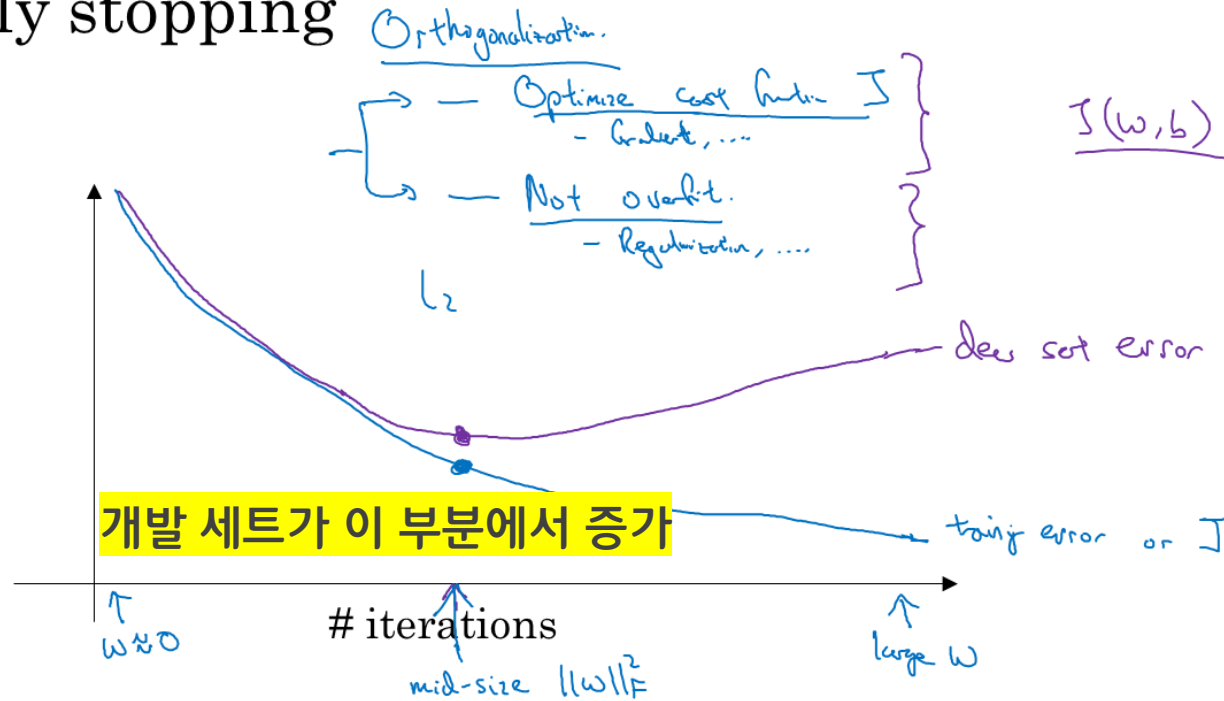 ly stopping
Orthogonalization.
— Optimize cost function J
- Gradient, ....
J(w,b)
— Not overfit.
- Regularization, ....
L2
dev set error
개발 세트가 이 부분에서 증가
training error or J
w≈0
# iterations
large w
mid-size ||w||²F